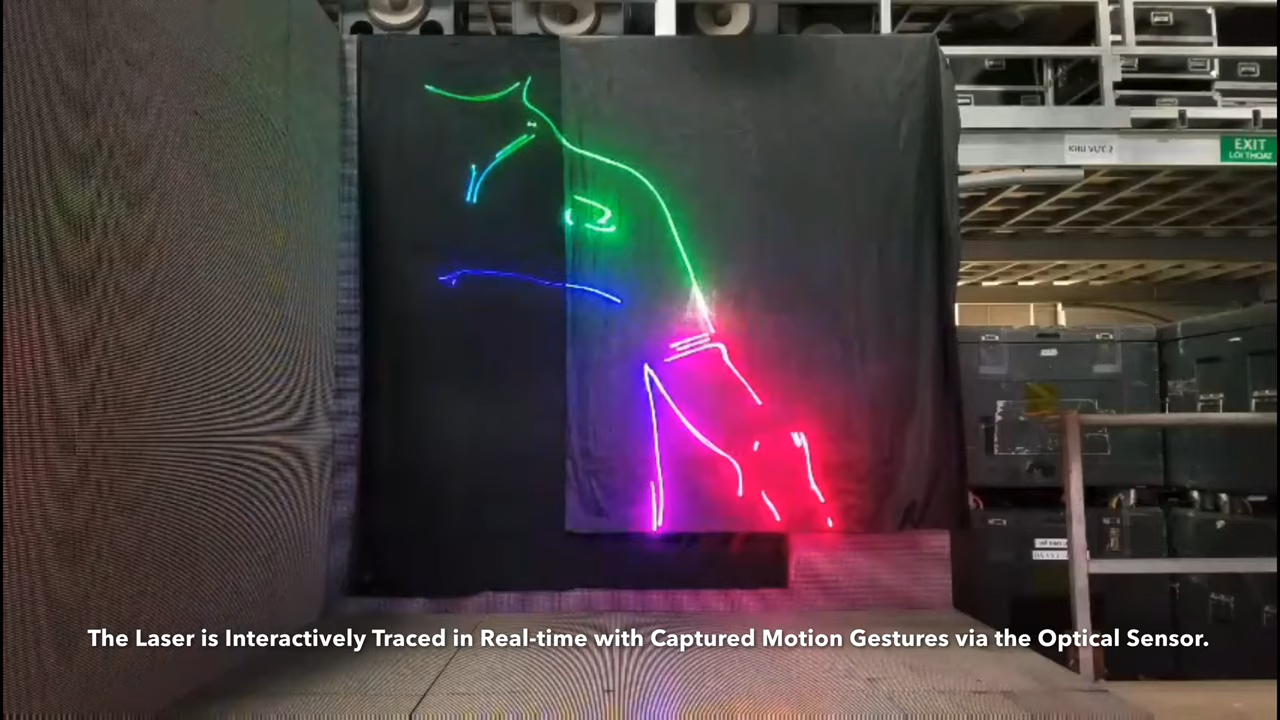 KHU VỰC 2
EXIT
LỐI THOÁT
The Laser is Interactively Traced in Real-time with Captured Motion Gestures via the Optical Sensor.